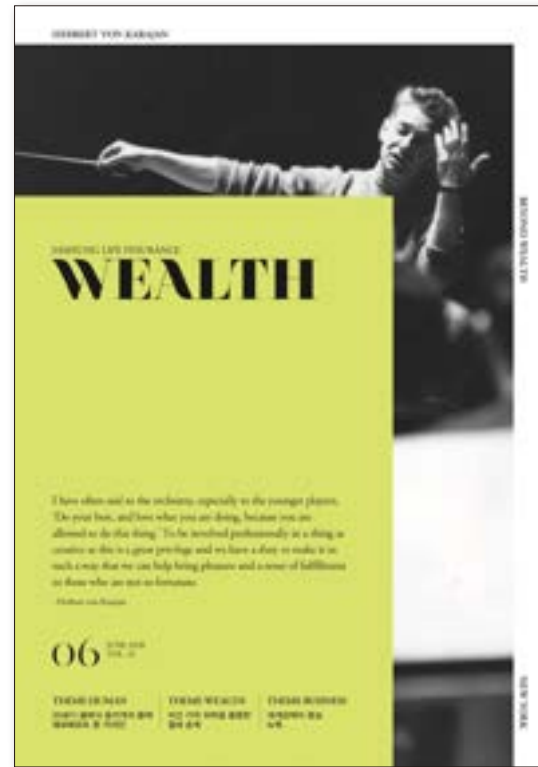 HERBERT VON KARAJAN
SAMSUNG LIFE INSURANCE
WEALTH
BEYOND WEALTH
I have often said to the orchestra, especially to the younger players,
'Do your best, and love what you are doing, because you are
allowed to do this thing.' To be involved professionally in a thing as
creative as this is a great privilege and we have a duty to make it in
such a way that we can help bring pleasure and a sense of fulfillment
to those who are not so fortunate.
- Herbert von Karajan
06
THEME HUMAN
THEME WEALTH
THEME BUSINESS